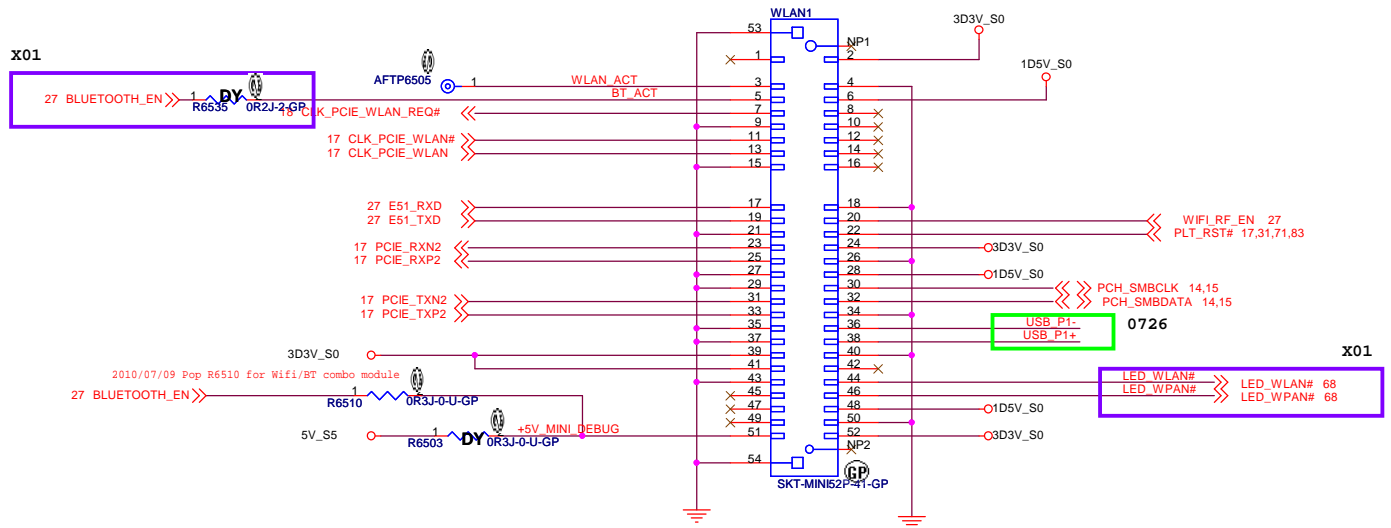 WLAN1
3D3V_S0
53
NP1
X01
1
2
1D5V_S0
AFTP6505
1
WLAN_ACT
3
4
27 BLUETOOTH_EN
1
R6535
DY
0R2J-2-GP
BT_ACT
5
6
18 CLK_PCIE_WLAN_REQ#
7
8
9
10
17 CLK_PCIE_WLAN#
11
12
17 CLK_PCIE_WLAN
13
14
15
16
27 E51_RXD
17
18
27 E51_TXD
19
20
WIFI_RF_EN 27
21
22
PLT_RST# 17,31,71,83
17 PCIE_RXN2
23
24
3D3V_S0
17 PCIE_RXP2
25
26
27
28
1D5V_S0
29
30
PCH_SMBCLK 14,15
17 PCIE_TXN2
31
32
PCH_SMBDATA 14,15
17 PCIE_TXP2
33
34
35
36
USB_P1-
0726
37
38
USB_P1+
3D3V_S0
39
40
X01
41
42
2010/07/09 Pop R6510 for Wifi/BT combo module
43
44
LED_WLAN#
LED_WLAN# 68
27 BLUETOOTH_EN
1
R6510
0R3J-0-U-GP
45
46
LED_WPAN#
LED_WPAN# 68
47
48
1D5V_S0
49
50
5V_S5
1
R6503
DY
0R3J-0-U-GP
+5V_MINI_DEBUG
51
52
3D3V_S0
NP2
54
GP
SKT-MINI52P-41-GP